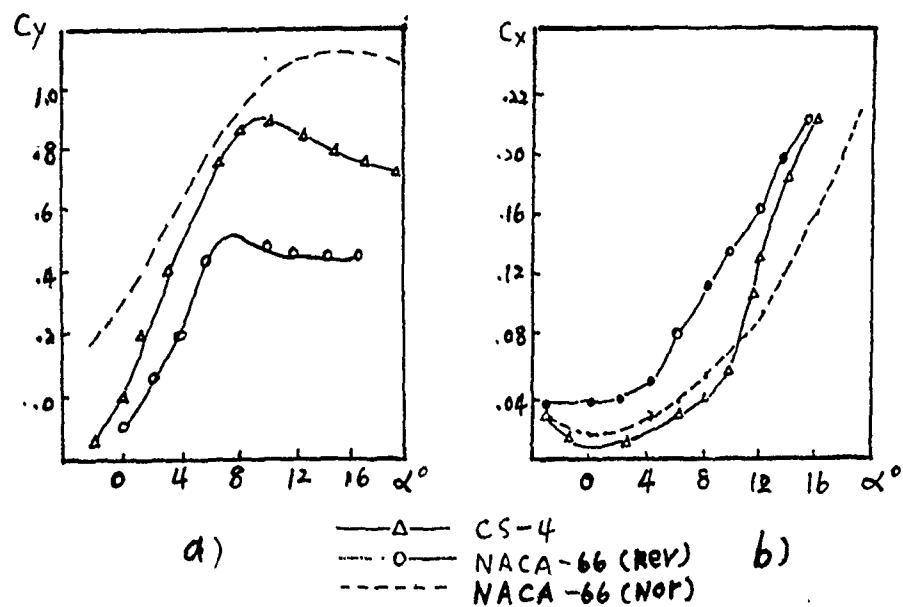 Cy
1.0
.8
.6
.4
.2
.0
0 4 8 12 16 α°
a)
Cx
.22
.20
.16
.12
.08
.04
0 4 8 12 16 α°
b)
CS-4
NACA-66 (Rev)
NACA-66 (Nor)